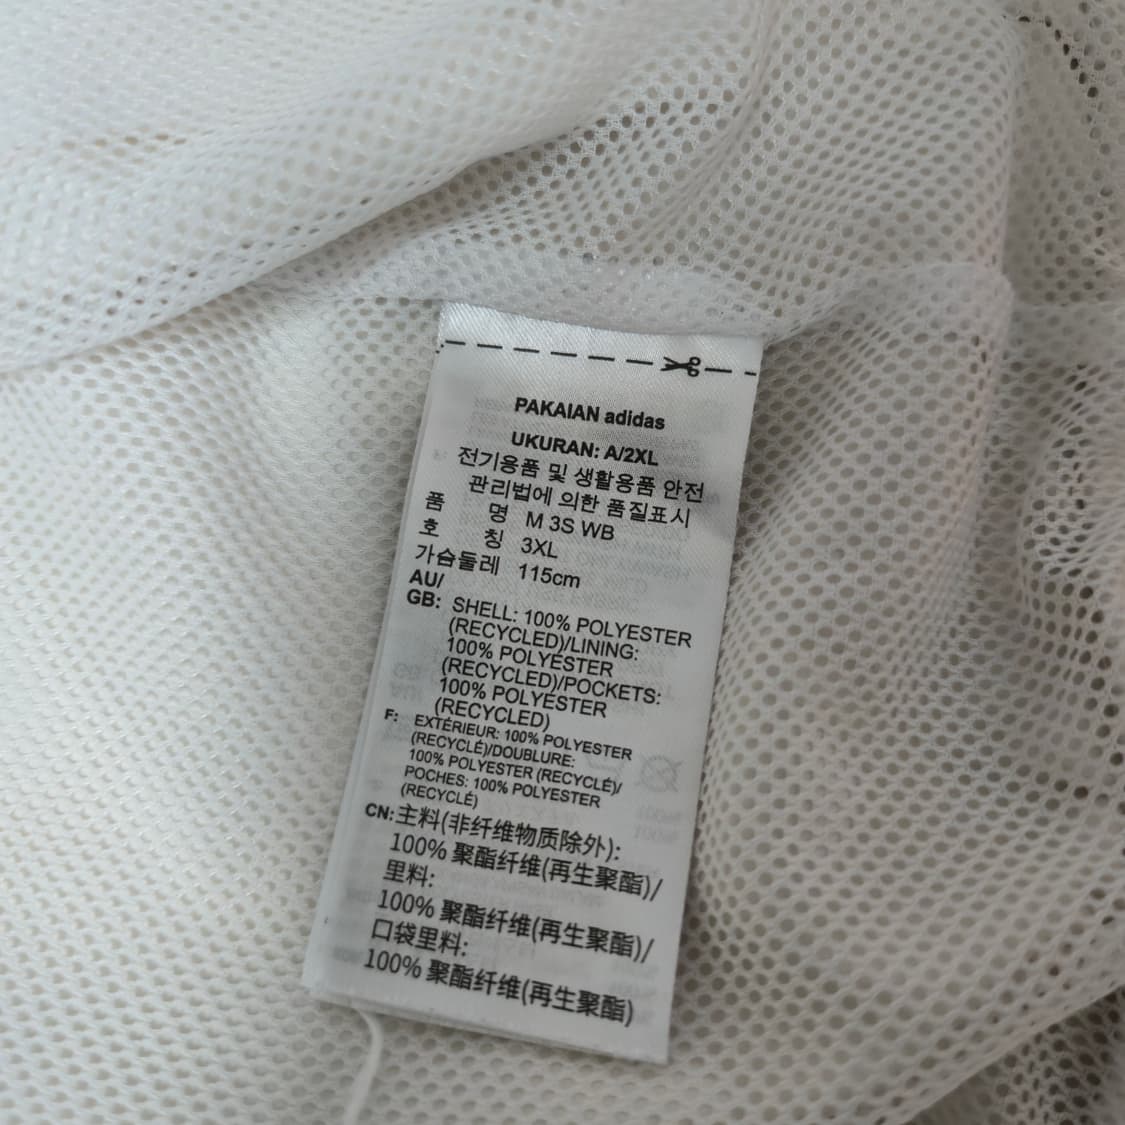 PAKAIAN adidas
UKURAN: A/2XL
전기용품 및 생활용품 안전
관리법에 의한 품질표시
품 명 M 3S WB
호 칭 3XL
가슴둘레 115cm
AU/
GB: SHELL: 100% POLYESTER
(RECYCLED)/LINING:
100% POLYESTER
(RECYCLED)/POCKETS:
100% POLYESTER
(RECYCLED)
F: EXTÉRIEUR: 100% POLYESTER
(RECYCLÉ)/DOUBLURE:
100% POLYESTER (RECYCLÉ)/
POCHES: 100% POLYESTER
(RECYCLÉ)
CN: 主料(非纤维物质除外):
100% 聚酯纤维(再生聚酯)/
里料:
100% 聚酯纤维(再生聚酯)/
口袋里料:
100% 聚酯纤维(再生聚酯)